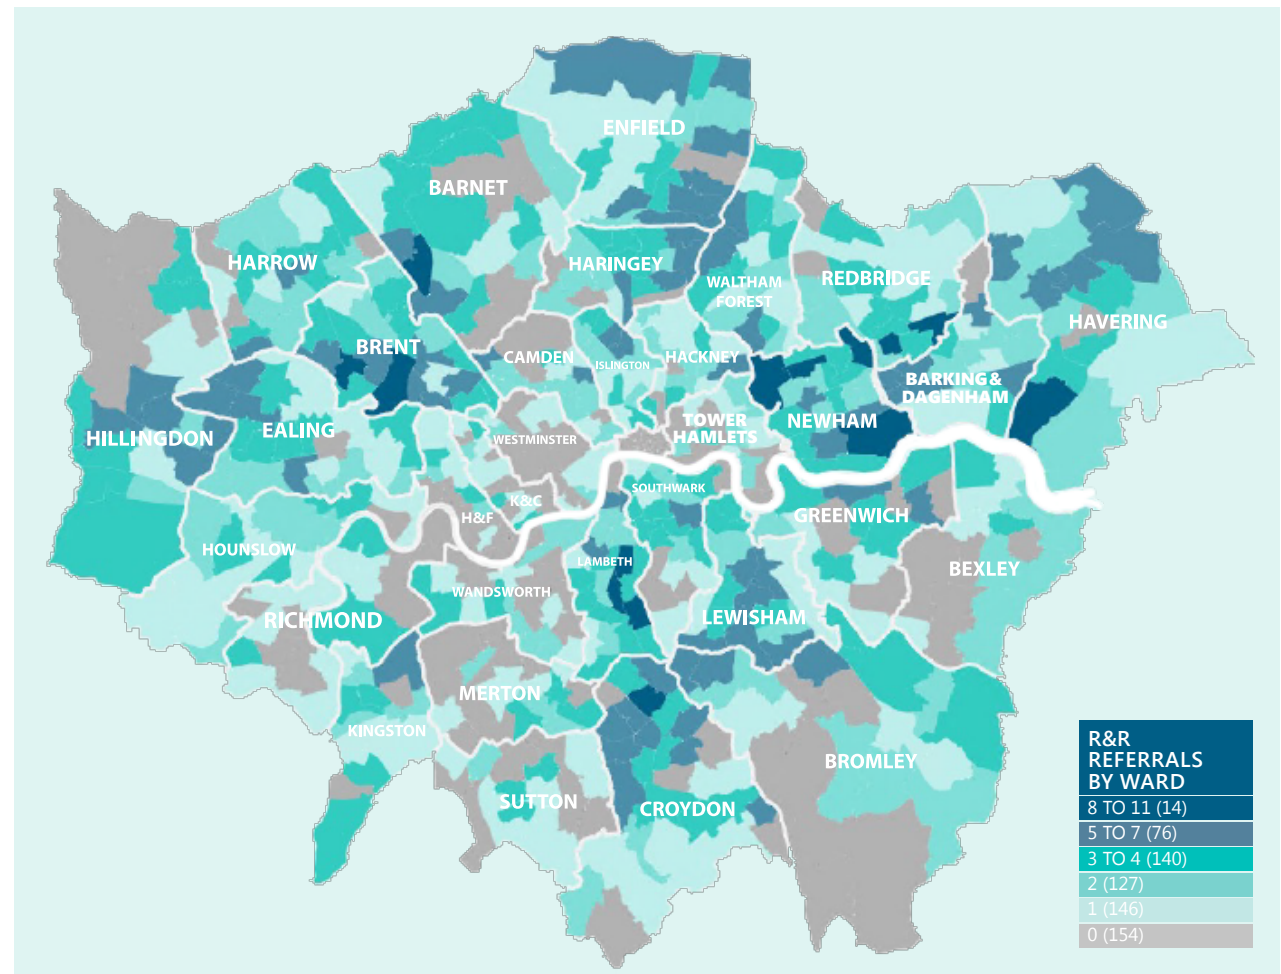 ENFIELD
BARNET
HARROW
HARINGEY
WALTHAM
FOREST
REDBRIDGE
HAVERING
BRENT
CAMDEN
ISLINGTON
HACKNEY
BARKING &
DAGENHAM
HILLINGDON
EALING
WESTMINSTER
TOWER
HAMLETS
NEWHAM
K&C
H&F
SOUTHWARK
GREENWICH
HOUNSLOW
LAMBETH
BEXLEY
WANDSWORTH
RICHMOND
LEWISHAM
MERTON
KINGSTON
BROMLEY
SUTTON
CROYDON
R&R
REFERRALS
BY WARD
8 TO 11 (14)
5 TO 7 (76)
3 TO 4 (140)
2 (127)
1 (146)
0 (154)